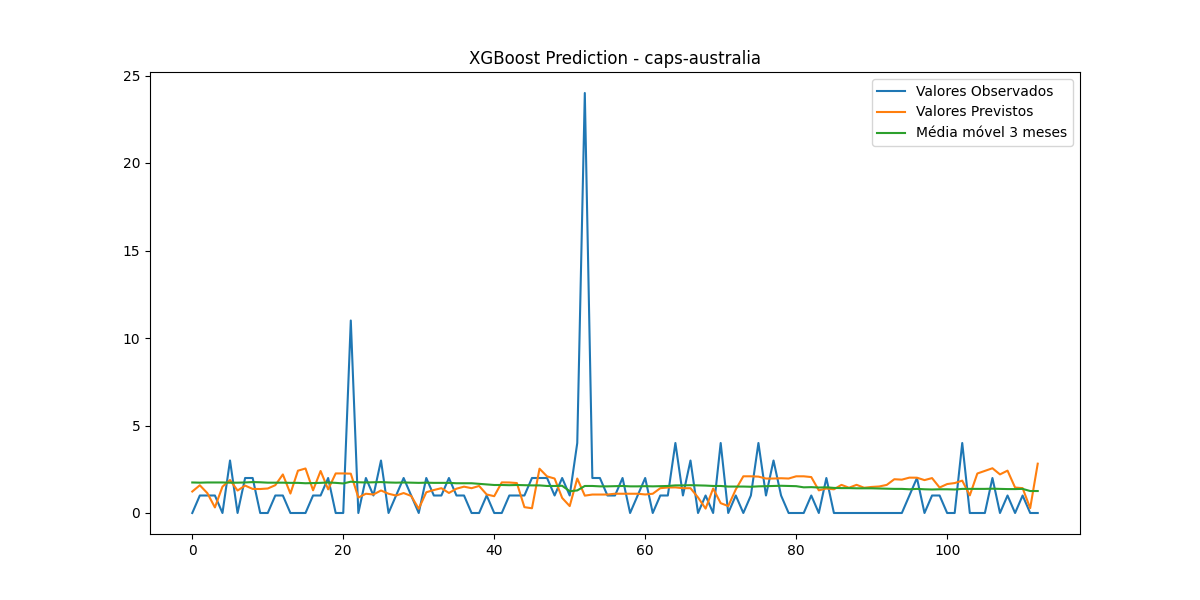 XGBoost Prediction - caps-australia
Valores Observados
Valores Previstos
Média móvel 3 meses
25
20
15
10
5
0
0 20 40 60 80 100